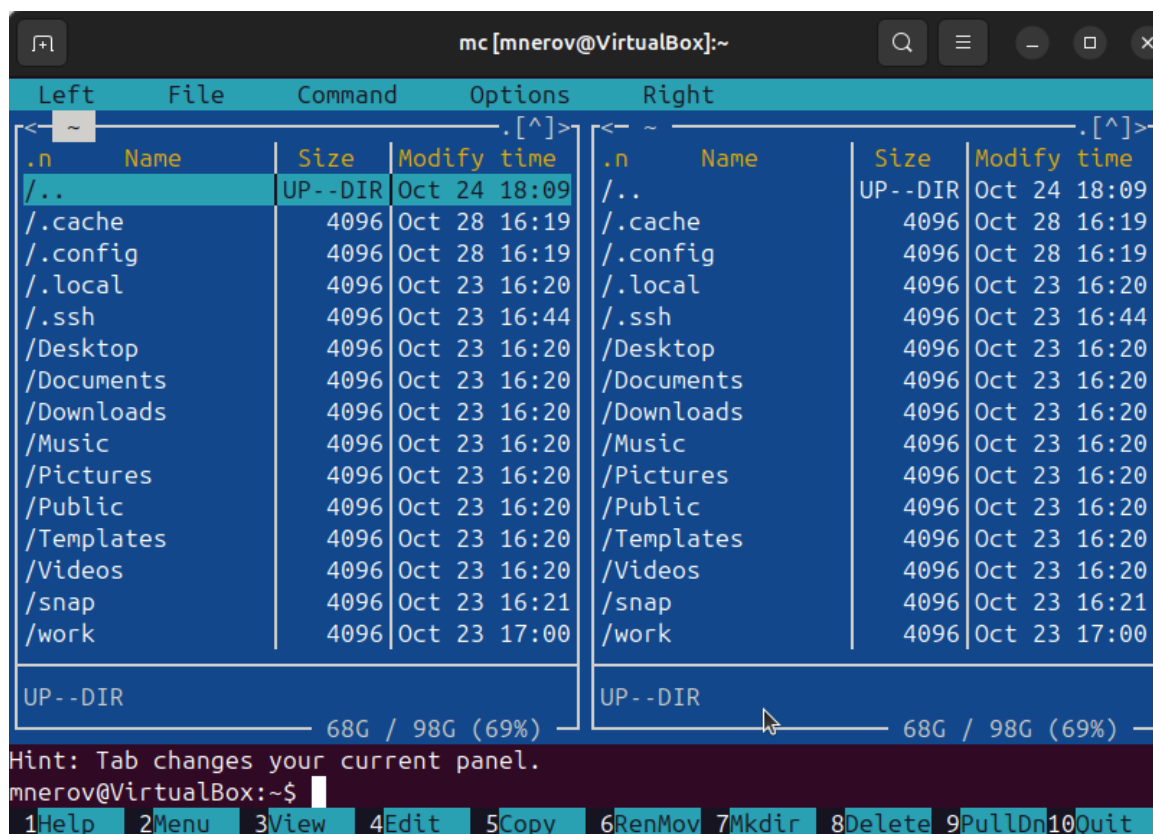 mc [mnerov@VirtualBox]:~
Left File Command Options Right
<- ~ .[^]> <- ~ .[^]>
.n Name Size Modify time .n Name Size Modify time
/.. UP--DIR Oct 24 18:09 /.. UP--DIR Oct 24 18:09
/.cache 4096 Oct 28 16:19 /.cache 4096 Oct 28 16:19
/.config 4096 Oct 28 16:19 /.config 4096 Oct 28 16:19
/.local 4096 Oct 23 16:20 /.local 4096 Oct 23 16:20
/.ssh 4096 Oct 23 16:44 /.ssh 4096 Oct 23 16:44
/Desktop 4096 Oct 23 16:20 /Desktop 4096 Oct 23 16:20
/Documents 4096 Oct 23 16:20 /Documents 4096 Oct 23 16:20
/Downloads 4096 Oct 23 16:20 /Downloads 4096 Oct 23 16:20
/Music 4096 Oct 23 16:20 /Music 4096 Oct 23 16:20
/Pictures 4096 Oct 23 16:20 /Pictures 4096 Oct 23 16:20
/Public 4096 Oct 23 16:20 /Public 4096 Oct 23 16:20
/Templates 4096 Oct 23 16:20 /Templates 4096 Oct 23 16:20
/Videos 4096 Oct 23 16:20 /Videos 4096 Oct 23 16:20
/snap 4096 Oct 23 16:21 /snap 4096 Oct 23 16:21
/work 4096 Oct 23 17:00 /work 4096 Oct 23 17:00
UP--DIR UP--DIR
68G / 98G (69%) 68G / 98G (69%)
Hint: Tab changes your current panel.
mnerov@VirtualBox:~$
1Help 2Menu 3View 4Edit 5Copy 6RenMov 7Mkdir 8Delete 9PullDn 10Quit